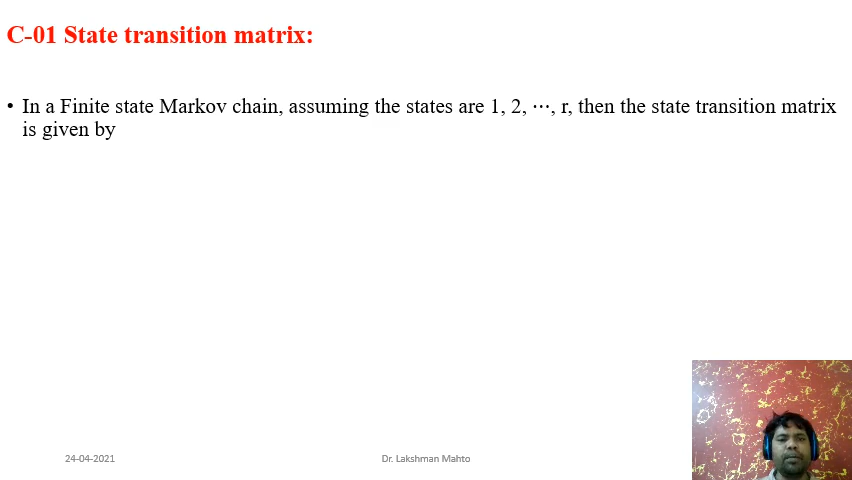 C-01 State transition matrix:
• In a Finite state Markov chain, assuming the states are 1, 2, ⋯, r, then the state transition matrix
is given by
24-04-2021
Dr. Lakshman Mahto